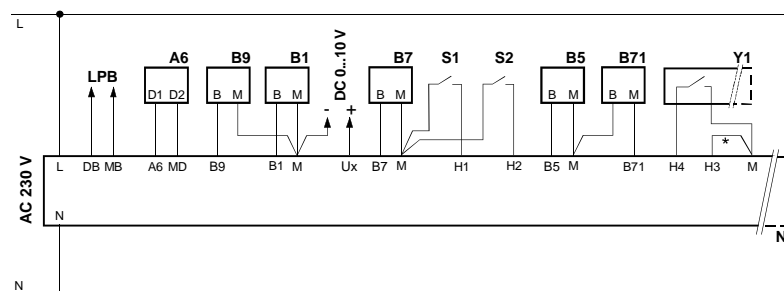 L
A6 B9 B1 DC 0...10 V B7 S1 S2 B5 B71 Y1
LPB
- +
D1 D2 B M B M B M B M B M
*
L DB MB A6 MD B9 B1 M Ux B7 M H1 H2 B5 M B71 H4 H3 M
AC 230 V
N
N
N